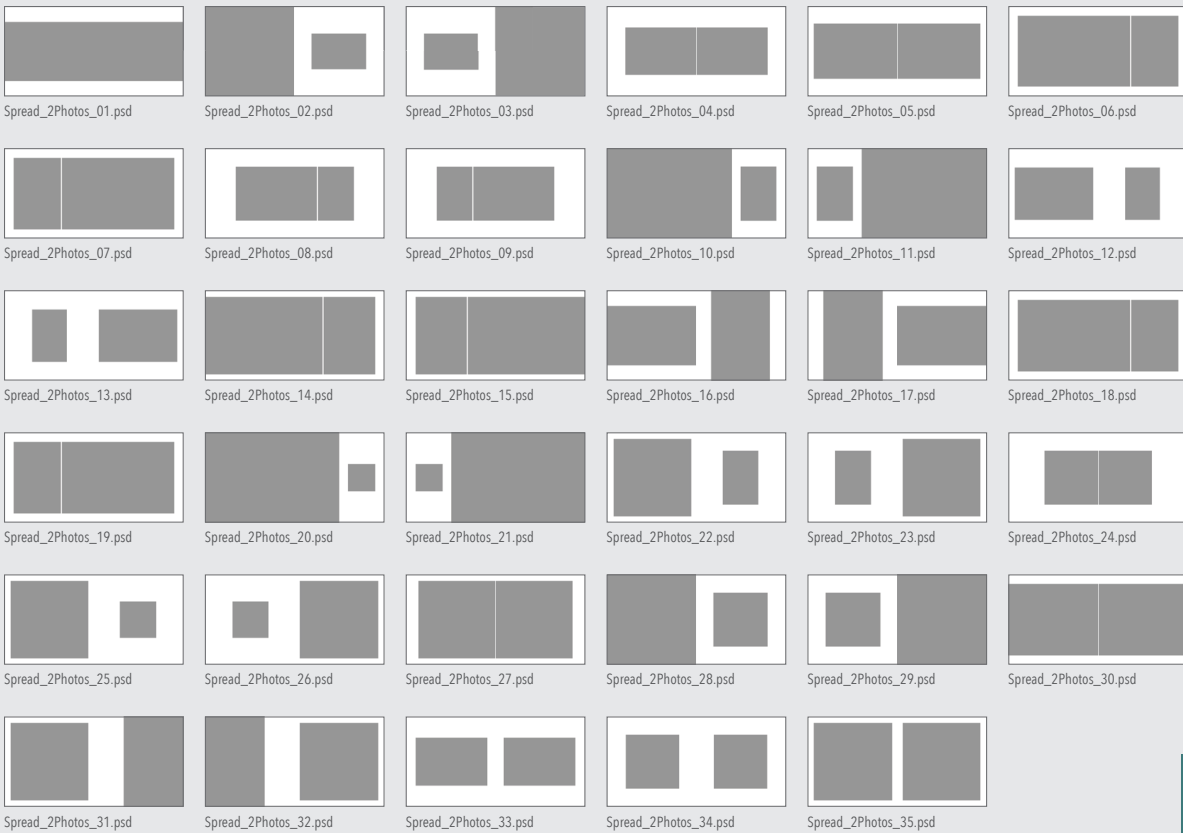 Spread_2Photos_01.psd
Spread_2Photos_02.psd
Spread_2Photos_03.psd
Spread_2Photos_04.psd
Spread_2Photos_05.psd
Spread_2Photos_06.psd
Spread_2Photos_07.psd
Spread_2Photos_08.psd
Spread_2Photos_09.psd
Spread_2Photos_10.psd
Spread_2Photos_11.psd
Spread_2Photos_12.psd
Spread_2Photos_13.psd
Spread_2Photos_14.psd
Spread_2Photos_15.psd
Spread_2Photos_16.psd
Spread_2Photos_17.psd
Spread_2Photos_18.psd
Spread_2Photos_19.psd
Spread_2Photos_20.psd
Spread_2Photos_21.psd
Spread_2Photos_22.psd
Spread_2Photos_23.psd
Spread_2Photos_24.psd
Spread_2Photos_25.psd
Spread_2Photos_26.psd
Spread_2Photos_27.psd
Spread_2Photos_28.psd
Spread_2Photos_29.psd
Spread_2Photos_30.psd
Spread_2Photos_31.psd
Spread_2Photos_32.psd
Spread_2Photos_33.psd
Spread_2Photos_34.psd
Spread_2Photos_35.psd